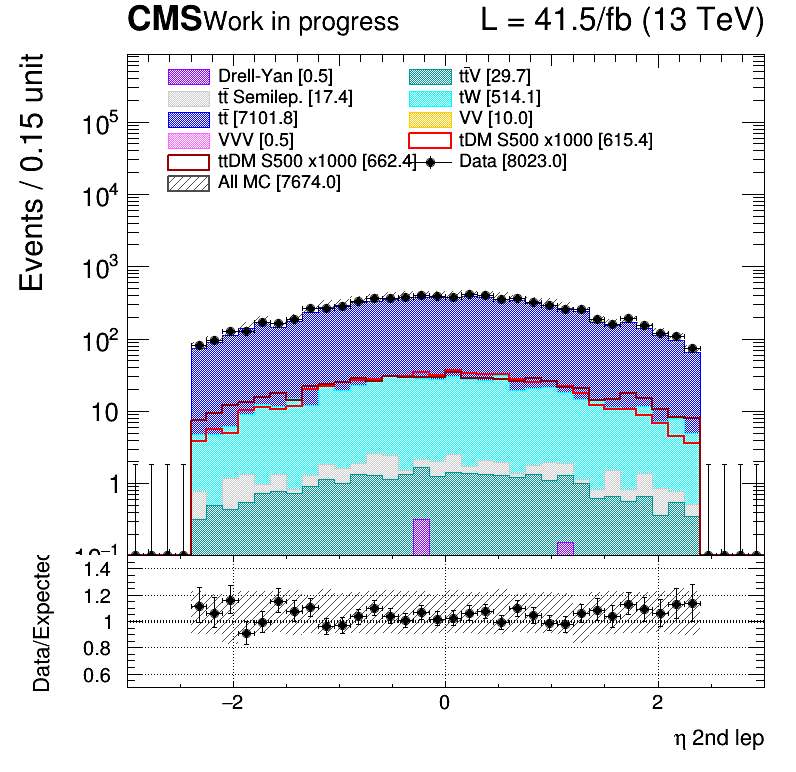 CMS Work in progress L = 41.5/fb (13 TeV)
Events / 0.15 unit
Drell-Yan [0.5] tt̄V [29.7]
tt̄ Semilep. [17.4] tW [514.1]
tt̄ [7101.8] VV [10.0]
VVV [0.5] tDM S500 x1000 [615.4]
ttDM S500 x1000 [662.4] Data [8023.0]
All MC [7674.0]
10⁵
10⁴
10³
10²
10
1
10⁻¹
Data/Expected
1.4
1.2
1
0.8
0.6
−2 0 2
η 2nd lep